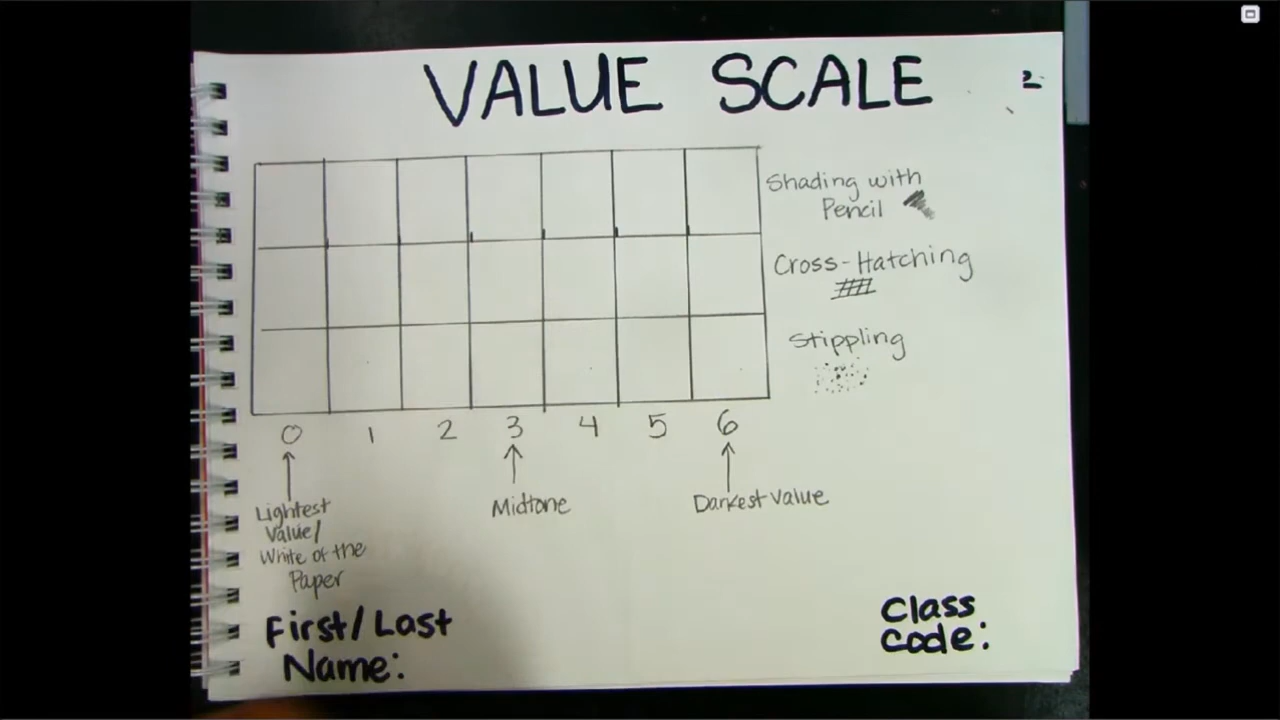 VALUE SCALE
2
Shading with
Pencil
Cross-Hatching
Stippling
0 1 2 3 4 5 6
Lightest
Value/
White of the
Paper
Midtone
Darkest Value
First/Last
Name:
Class
Code: